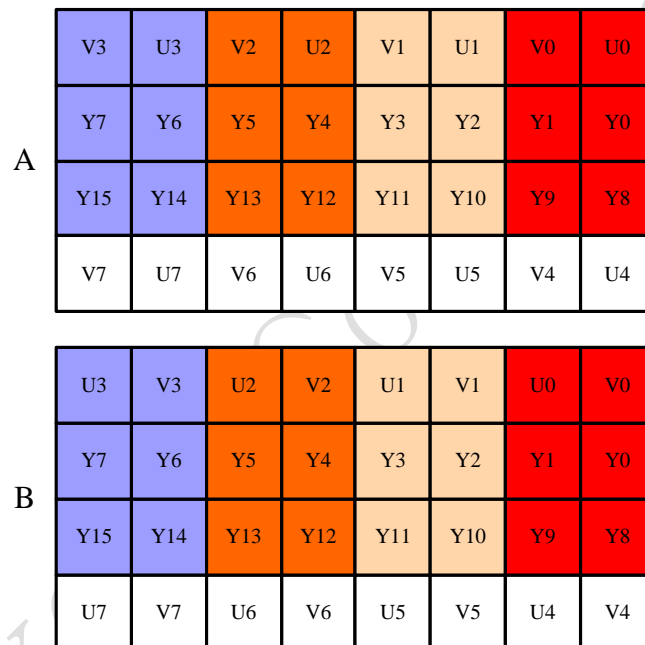 V3 U3 V2 U2 V1 U1 V0 U0
Y7 Y6 Y5 Y4 Y3 Y2 Y1 Y0
A
Y15 Y14 Y13 Y12 Y11 Y10 Y9 Y8
V7 U7 V6 U6 V5 U5 V4 U4
U3 V3 U2 V2 U1 V1 U0 V0
Y7 Y6 Y5 Y4 Y3 Y2 Y1 Y0
B
Y15 Y14 Y13 Y12 Y11 Y10 Y9 Y8
U7 V7 U6 V6 U5 V5 U4 V4